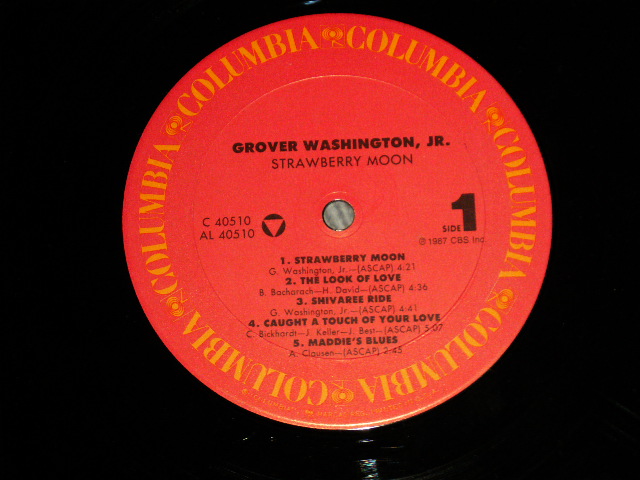 COLUMBIA COLUMBIA COLUMBIA COLUMBIA COLUMBIA COLUMBIA COLUMBIA COLUMBIA
GROVER WASHINGTON, JR.
STRAWBERRY MOON
C 40510
AL 40510
SIDE 1
℗ 1987 CBS Inc.
1. STRAWBERRY MOON
G. Washington, Jr.—(ASCAP) 4:21
2. THE LOOK OF LOVE
B. Bacharach—H. David—(ASCAP) 4:36
3. SHIVAREE RIDE
G. Washington, Jr.—(ASCAP) 4:41
4. CAUGHT A TOUCH OF YOUR LOVE
C. Bickhardt—J. Keller—J. Best—(ASCAP) 5:07
5. MADDIE'S BLUES
A. Clausen—(ASCAP) 2:45